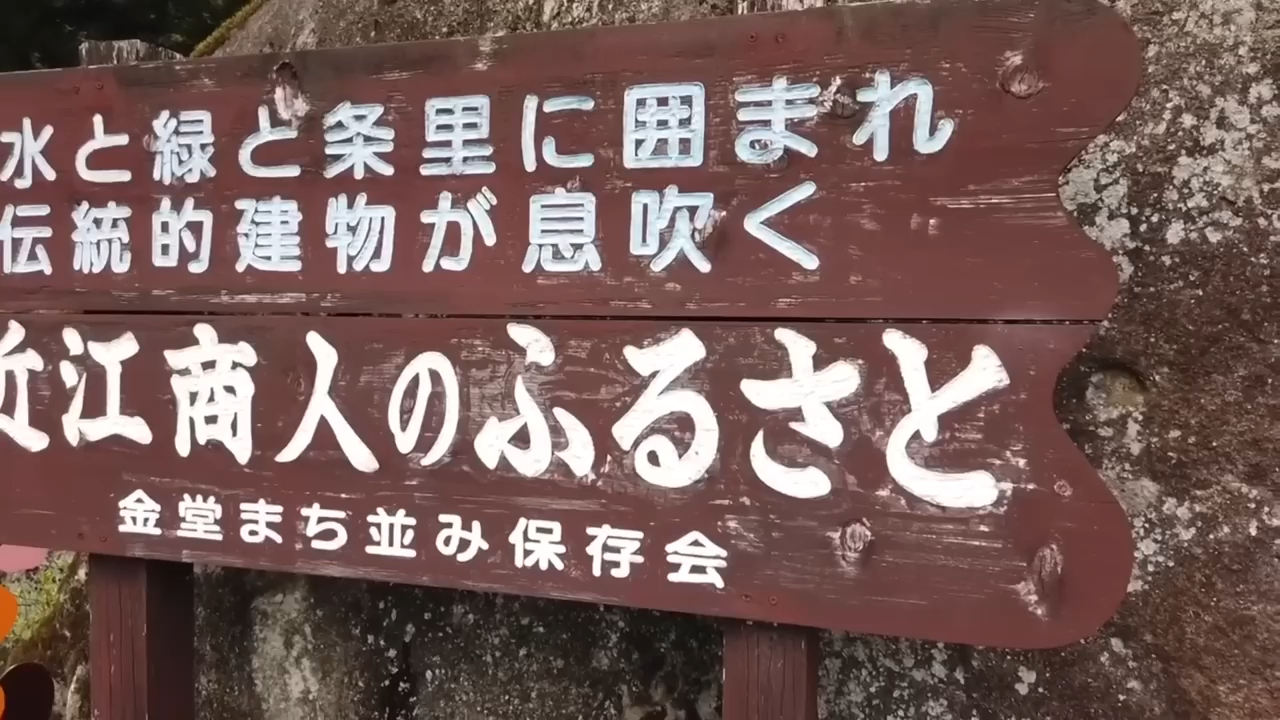 水と緑と条里に囲まれ
伝統的建物が息吹く
近江商人のふるさと
金堂まち並み保存会